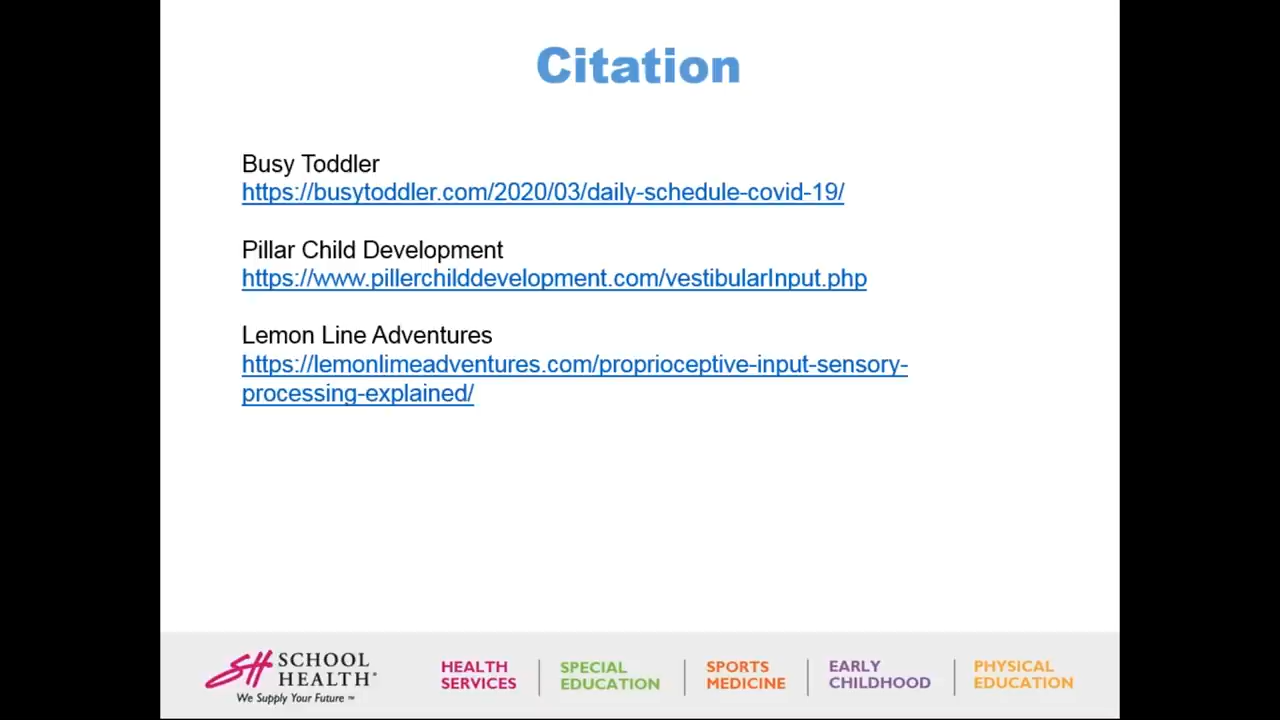 Citation
Busy Toddler
https://busytoddler.com/2020/03/daily-schedule-covid-19/
Pillar Child Development
https://www.pillerchilddevelopment.com/vestibularInput.php
Lemon Line Adventures
https://lemonlimeadventures.com/proprioceptive-input-sensory-
processing-explained/
SH SCHOOL
HEALTH®
We Supply Your Future ™
HEALTH
SERVICES
SPECIAL
EDUCATION
SPORTS
MEDICINE
EARLY
CHILDHOOD
PHYSICAL
EDUCATION